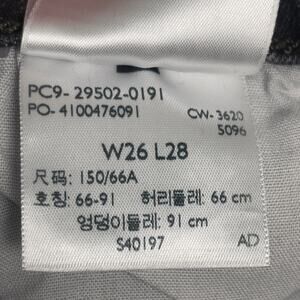 PC9- 29502-0191
PO- 4100476091
CW- 3620
5096
W26 L28
尺码: 150/66A
호칭: 66-91 허리둘레: 66 cm
엉덩이둘레: 91 cm
S40197 AD